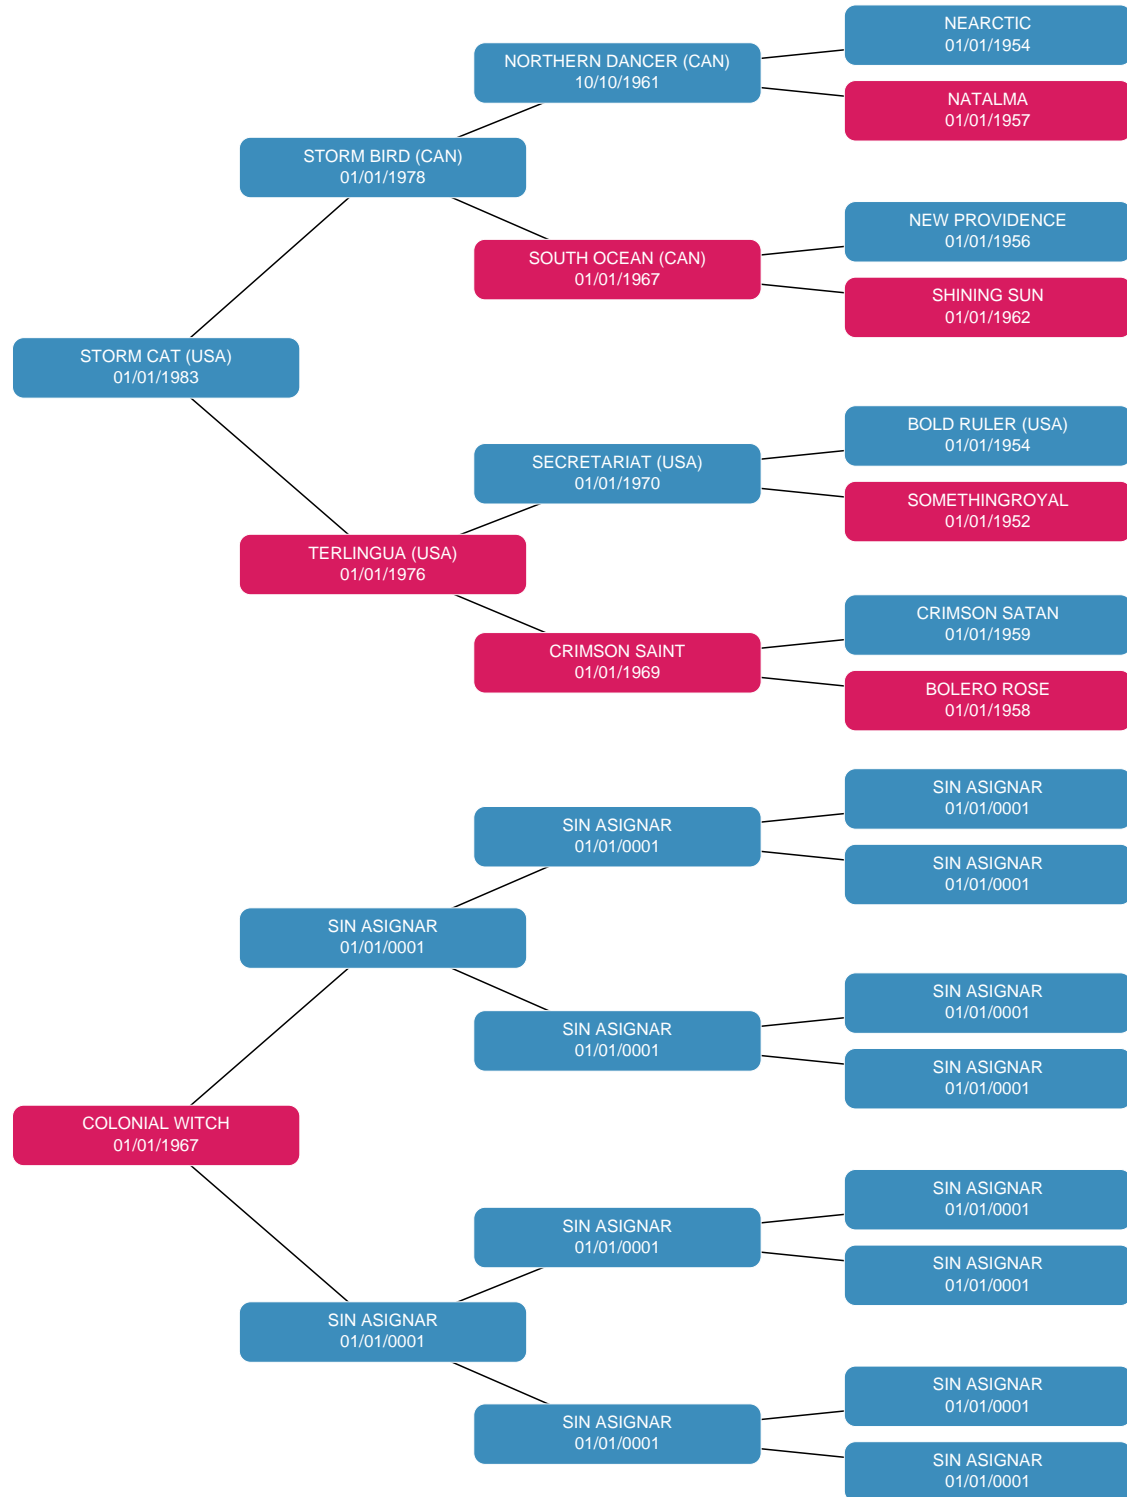 NEARCTIC
01/01/1954
NORTHERN DANCER (CAN)
10/10/1961
NATALMA
01/01/1957
STORM BIRD (CAN)
01/01/1978
NEW PROVIDENCE
01/01/1956
SOUTH OCEAN (CAN)
01/01/1967
SHINING SUN
01/01/1962
STORM CAT (USA)
01/01/1983
BOLD RULER (USA)
01/01/1954
SECRETARIAT (USA)
01/01/1970
SOMETHINGROYAL
01/01/1952
TERLINGUA (USA)
01/01/1976
CRIMSON SATAN
01/01/1959
CRIMSON SAINT
01/01/1969
BOLERO ROSE
01/01/1958
SIN ASIGNAR
01/01/0001
SIN ASIGNAR
01/01/0001
SIN ASIGNAR
01/01/0001
SIN ASIGNAR
01/01/0001
SIN ASIGNAR
01/01/0001
SIN ASIGNAR
01/01/0001
SIN ASIGNAR
01/01/0001
COLONIAL WITCH
01/01/1967
SIN ASIGNAR
01/01/0001
SIN ASIGNAR
01/01/0001
SIN ASIGNAR
01/01/0001
SIN ASIGNAR
01/01/0001
SIN ASIGNAR
01/01/0001
SIN ASIGNAR
01/01/0001
SIN ASIGNAR
01/01/0001